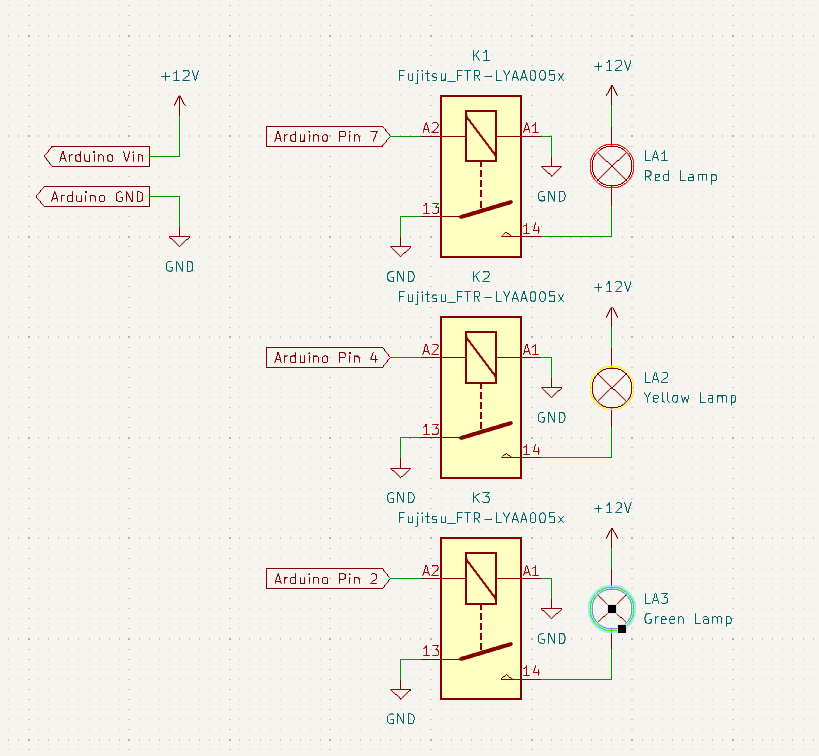 +12V
Arduino Vin
Arduino GND
GND
K1
Fujitsu_FTR-LYAA005x
+12V
Arduino Pin 7
A2
A1
GND
LA1
Red Lamp
13
14
GND
K2
Fujitsu_FTR-LYAA005x
+12V
Arduino Pin 4
A2
A1
GND
LA2
Yellow Lamp
13
14
GND
K3
Fujitsu_FTR-LYAA005x
+12V
Arduino Pin 2
A2
A1
GND
LA3
Green Lamp
13
14
GND